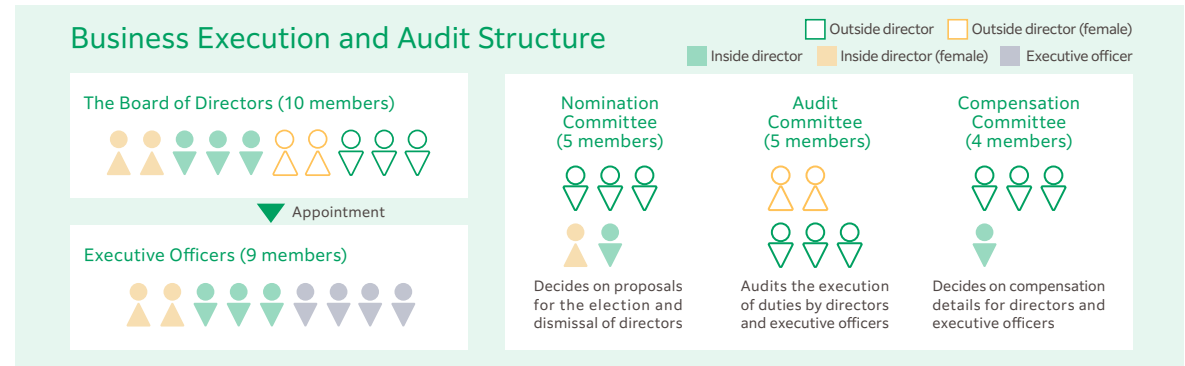 Business Execution and Audit Structure
Outside director
Outside director (female)
Inside director
Inside director (female)
Executive officer
The Board of Directors (10 members)
Appointment
Executive Officers (9 members)
Nomination
Committee
(5 members)
Decides on proposals
for the election and
dismissal of directors
Audit
Committee
(5 members)
Audits the execution
of duties by directors
and executive officers
Compensation
Committee
(4 members)
Decides on compensation
details for directors and
executive officers